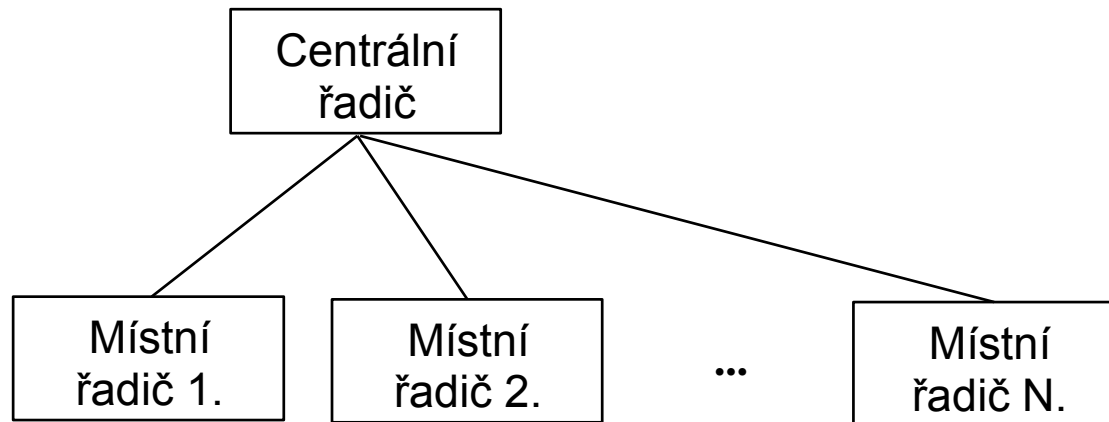 Centrální
řadič
Místní
řadič 1.
Místní
řadič 2.
...
Místní
řadič N.